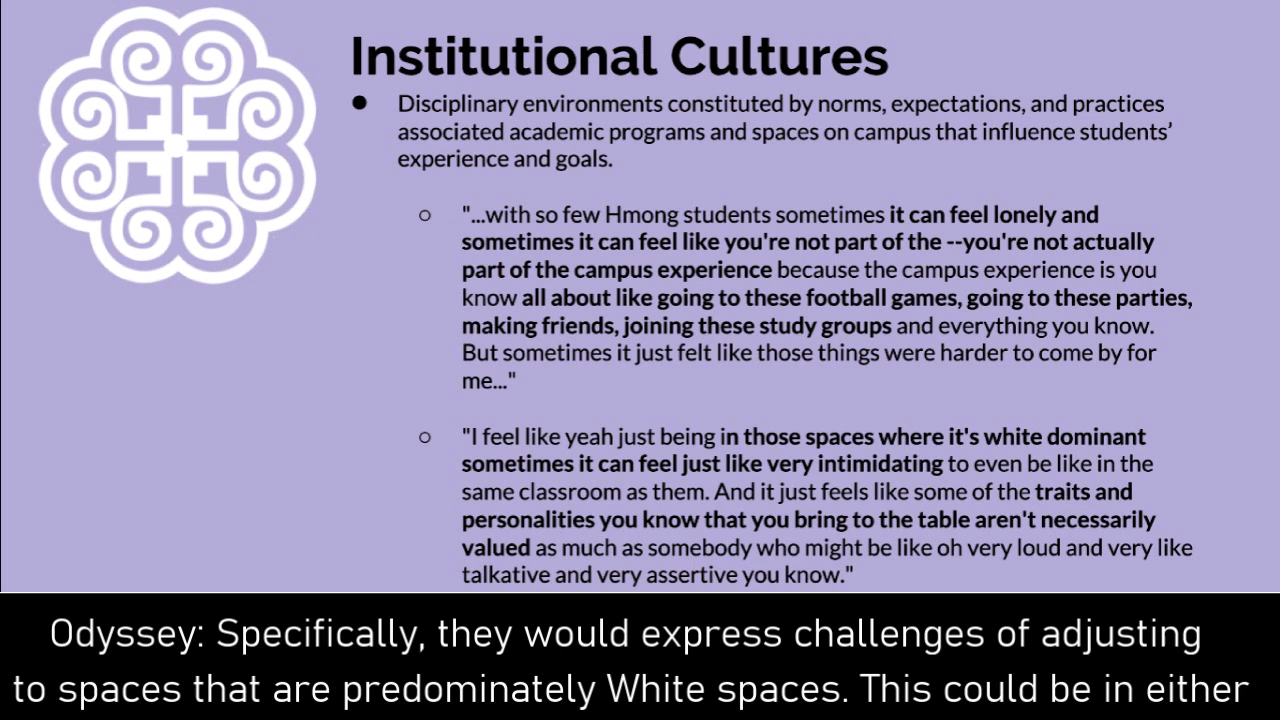 Institutional Cultures
● Disciplinary environments constituted by norms, expectations, and practices
associated academic programs and spaces on campus that influence students’
experience and goals.
○ "...with so few Hmong students sometimes it can feel lonely and
sometimes it can feel like you're not part of the --you're not actually
part of the campus experience because the campus experience is you
know all about like going to these football games, going to these parties,
making friends, joining these study groups and everything you know.
But sometimes it just felt like those things were harder to come by for
me..."
○ "I feel like yeah just being in those spaces where it's white dominant
sometimes it can feel just like very intimidating to even be like in the
same classroom as them. And it just feels like some of the traits and
personalities you know that you bring to the table aren't necessarily
valued as much as somebody who might be like oh very loud and very like
talkative and very assertive you know."
Odyssey: Specifically, they would express challenges of adjusting
to spaces that are predominately White spaces. This could be in either